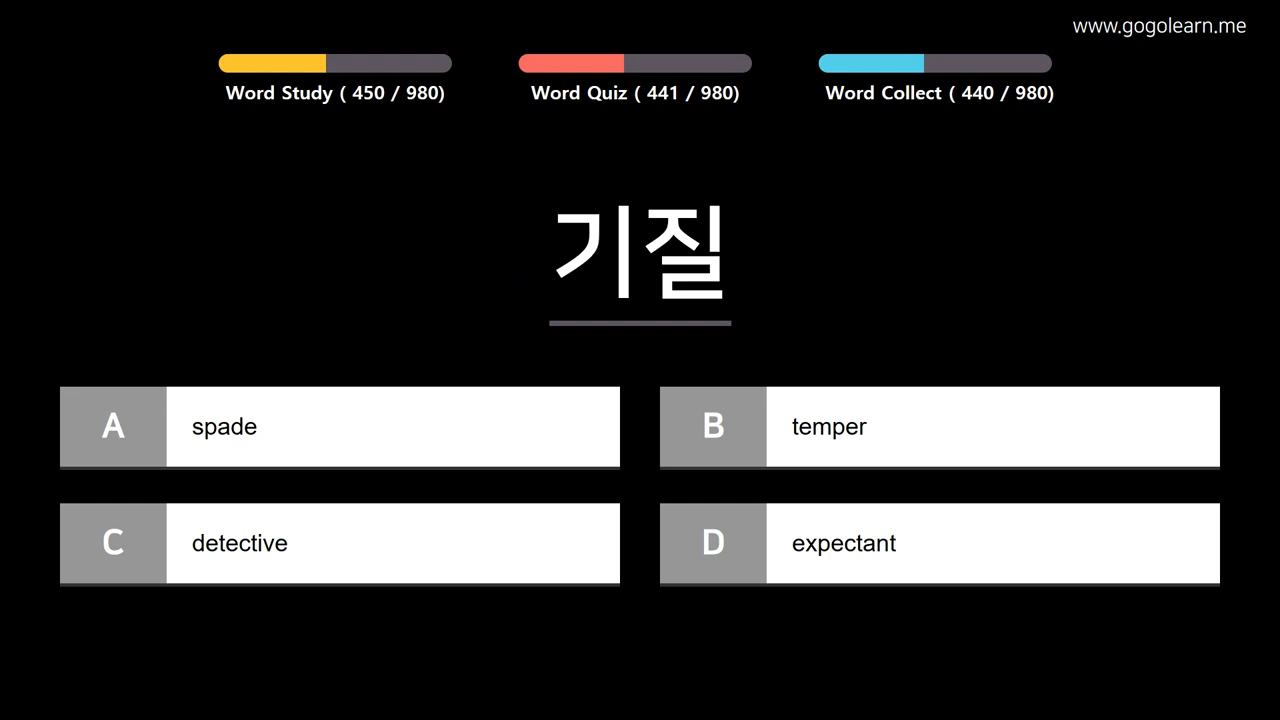 www.gogolearn.me
Word Study ( 450 / 980)
Word Quiz ( 441 / 980)
Word Collect ( 440 / 980)
기질
A spade
B temper
C detective
D expectant